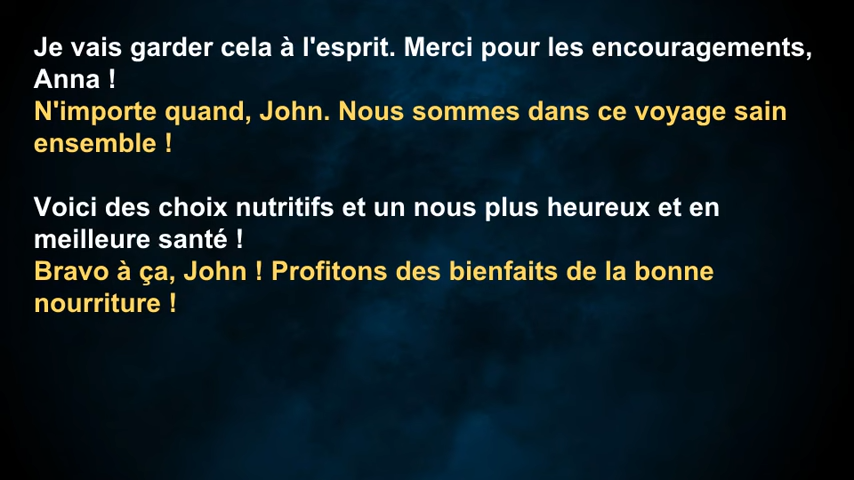 Je vais garder cela à l'esprit. Merci pour les encouragements,
Anna !
N'importe quand, John. Nous sommes dans ce voyage sain
ensemble !
Voici des choix nutritifs et un nous plus heureux et en
meilleure santé !
Bravo à ça, John ! Profitons des bienfaits de la bonne
nourriture !